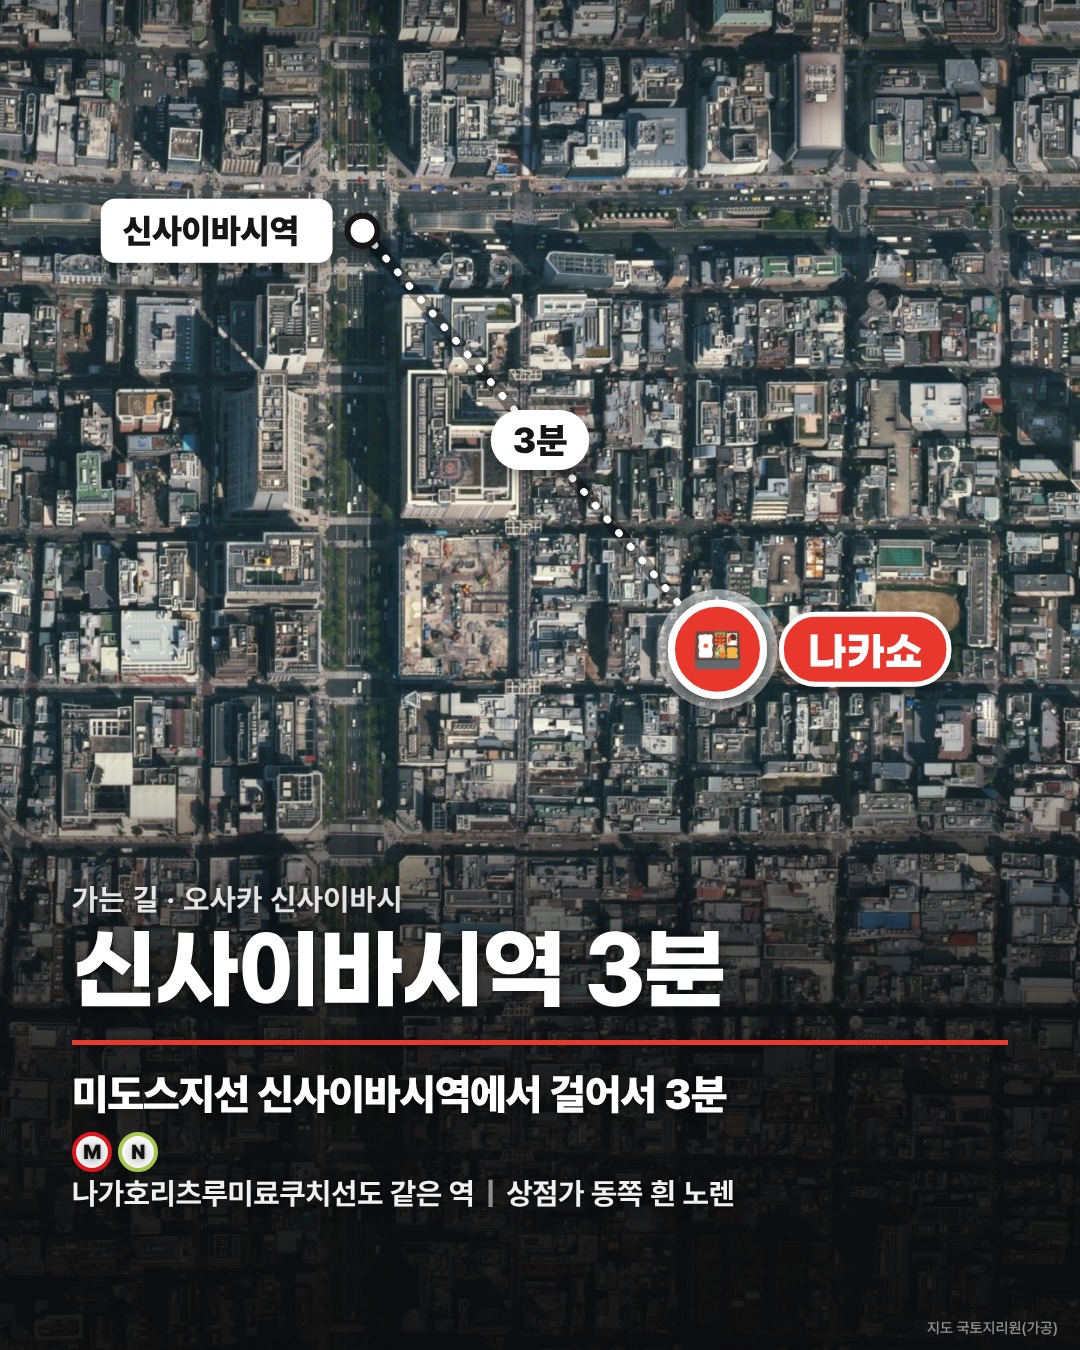 신사이바시역
3분
나카쇼
가는 길 · 오사카 신사이바시
신사이바시역 3분
미도스지선 신사이바시역에서 걸어서 3분
M N
나가호리츠루미료쿠치선도 같은 역 | 상점가 동쪽 흰 노렌
지도 국토지리원(가공)